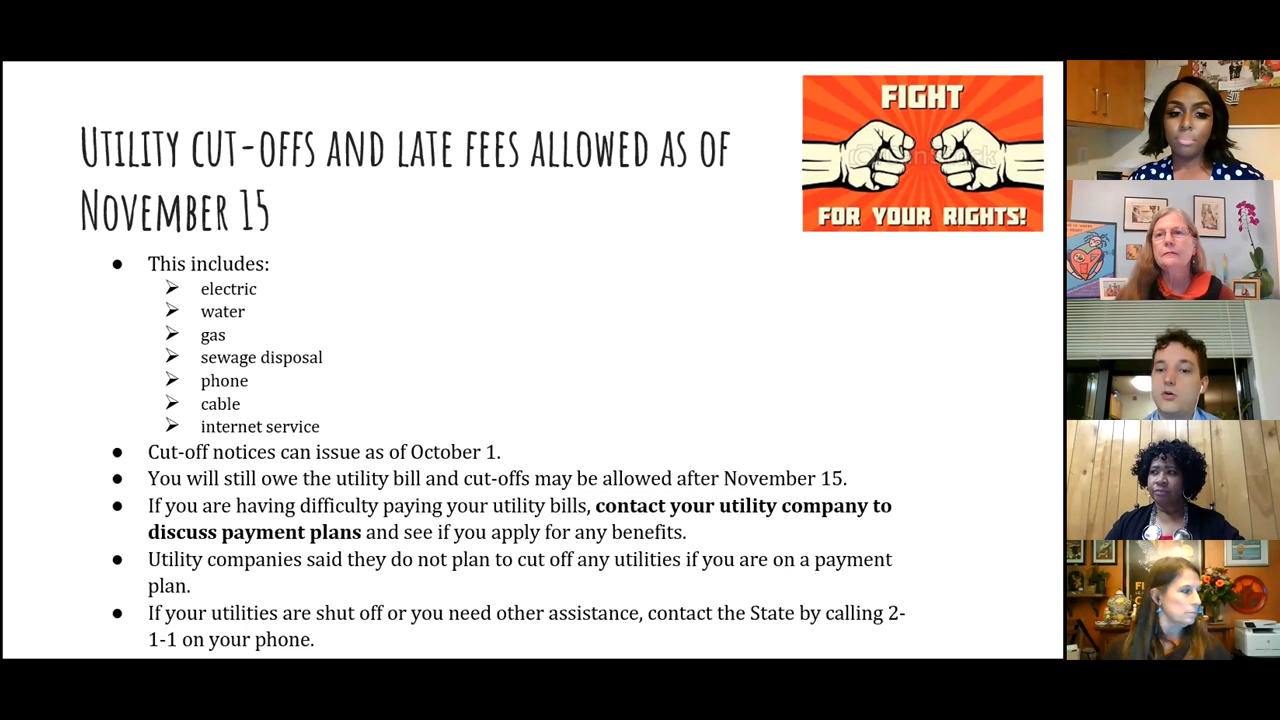 FIGHT
FOR YOUR RIGHTS!
Utility cut-offs and late fees allowed as of
November 15
● This includes:
➢ electric
➢ water
➢ gas
➢ sewage disposal
➢ phone
➢ cable
➢ internet service
● Cut-off notices can issue as of October 1.
● You will still owe the utility bill and cut-offs may be allowed after November 15.
● If you are having difficulty paying your utility bills, contact your utility company to
discuss payment plans and see if you apply for any benefits.
● Utility companies said they do not plan to cut off any utilities if you are on a payment
plan.
● If your utilities are shut off or you need other assistance, contact the State by calling 2-
1-1 on your phone.